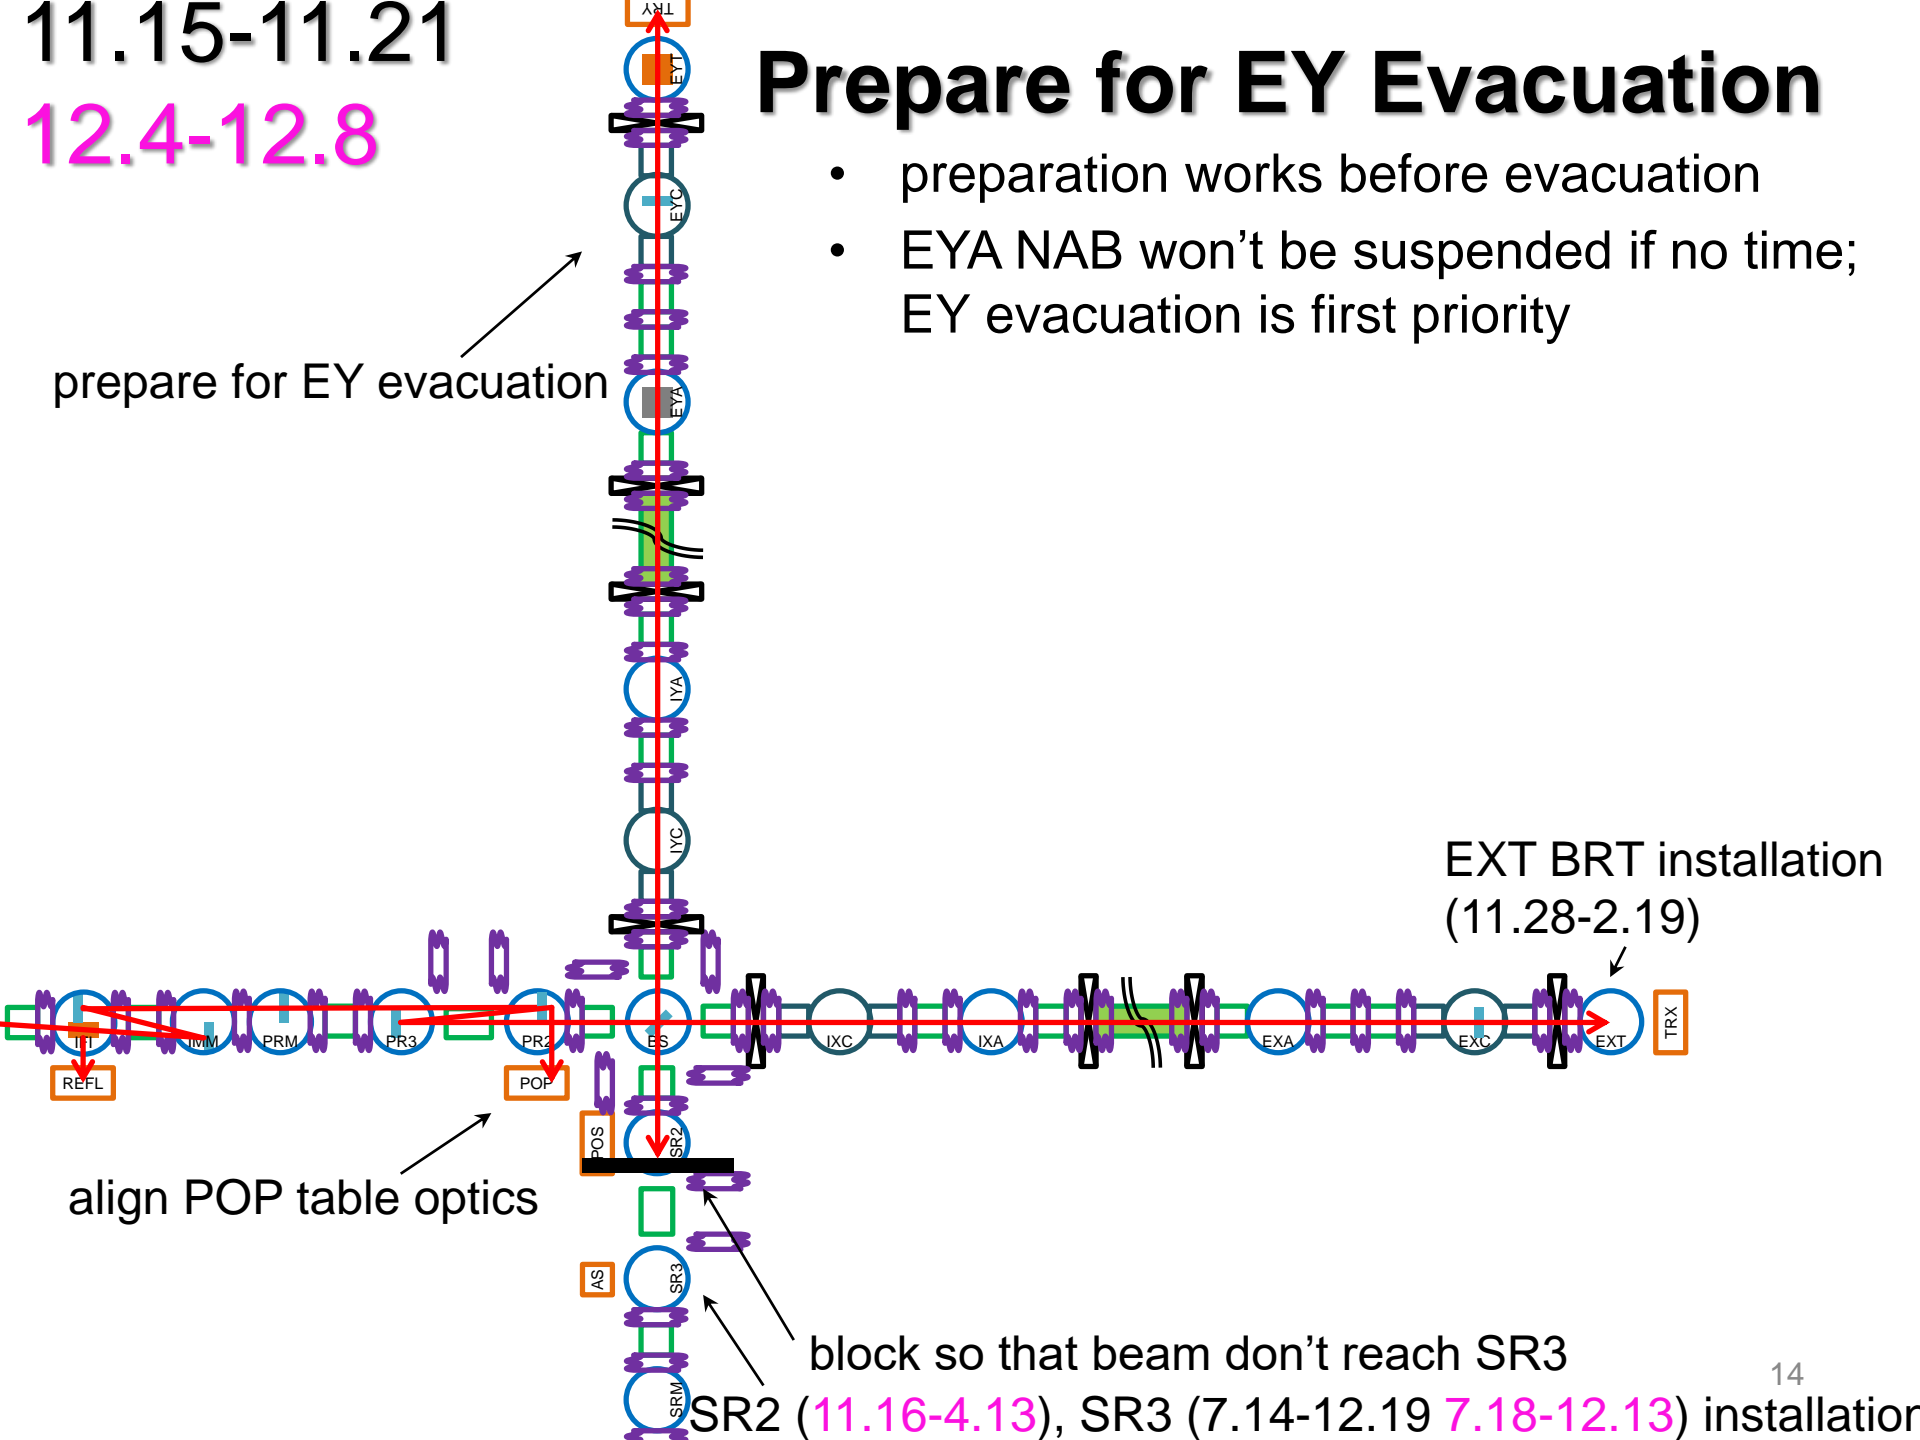 11.15-11.21
12.4-12.8
Prepare for EY Evacuation
• preparation works before evacuation
• EYA NAB won't be suspended if no time;
EY evacuation is first priority
TRY
EYT
EYC
prepare for EY evacuation
EYA
IYA
IYC
EXT BRT installation
(11.28-2.19)
IFI
IMM
PRM
PR3
PR2
BS
IXC
IXA
EXA
EXC
EXT
TRX
REFL
POP
POS
SR2
align POP table optics
AS
SR3
block so that beam don't reach SR3
14
SRM
SR2 (11.16-4.13), SR3 (7.14-12.19 7.18-12.13) installation